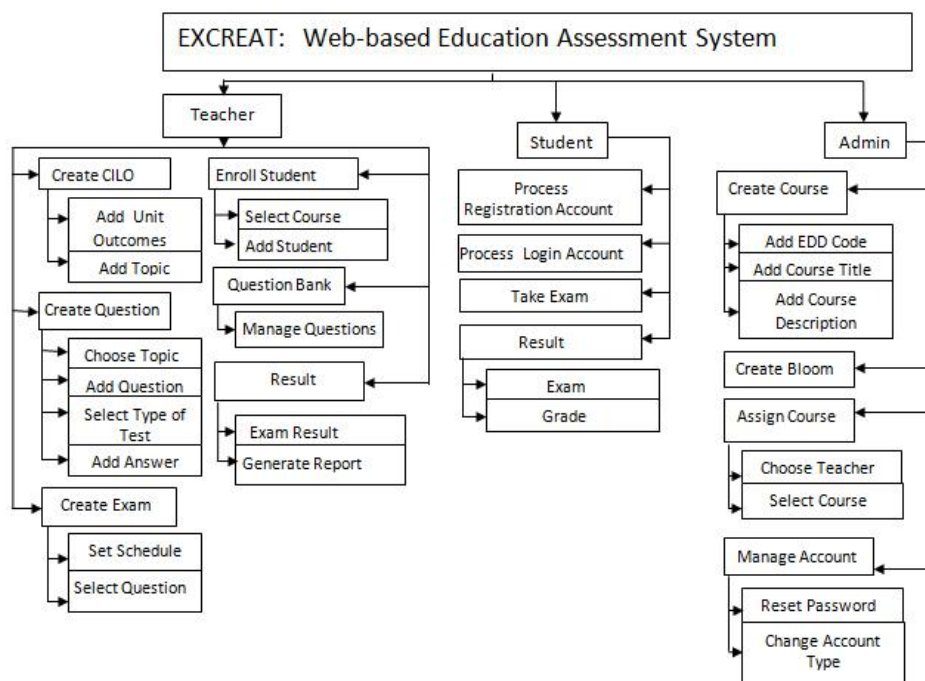 EXCREAT: Web-based Education Assessment System
Teacher
Create CILO
Add Unit
Outcomes
Add Topic
Create Question
Choose Topic
Add Question
Select Type of
Test
Add Answer
Create Exam
Set Schedule
Select Question
Enroll Student
Select Course
Add Student
Question Bank
Manage Questions
Result
Exam Result
Generate Report
Student
Process
Registration Account
Process Login Account
Take Exam
Result
Exam
Grade
Admin
Create Course
Add EDD Code
Add Course Title
Add Course
Description
Create Bloom
Assign Course
Choose Teacher
Select Course
Manage Account
Reset Password
Change Account
Type